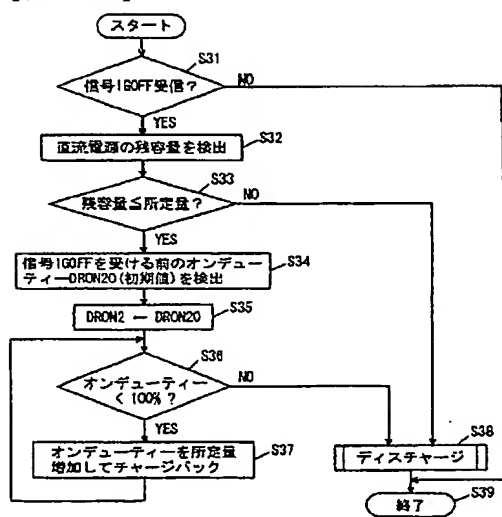 スタート
S31
信号IGOFF受信?
NO
YES
直流電源の残容量を検出
S32
S33
残容量≦所定量?
NO
YES
信号IGOFFを受ける前のオンデュー
ティーDRON20(初期値)を検出
S34
DRON2 ー DRON20
S35
S36
オンデューティー
<100%?
NO
YES
オンデューティーを所定量
増加してチャージバック
S37
S38
ディスチャージ
S39
終了